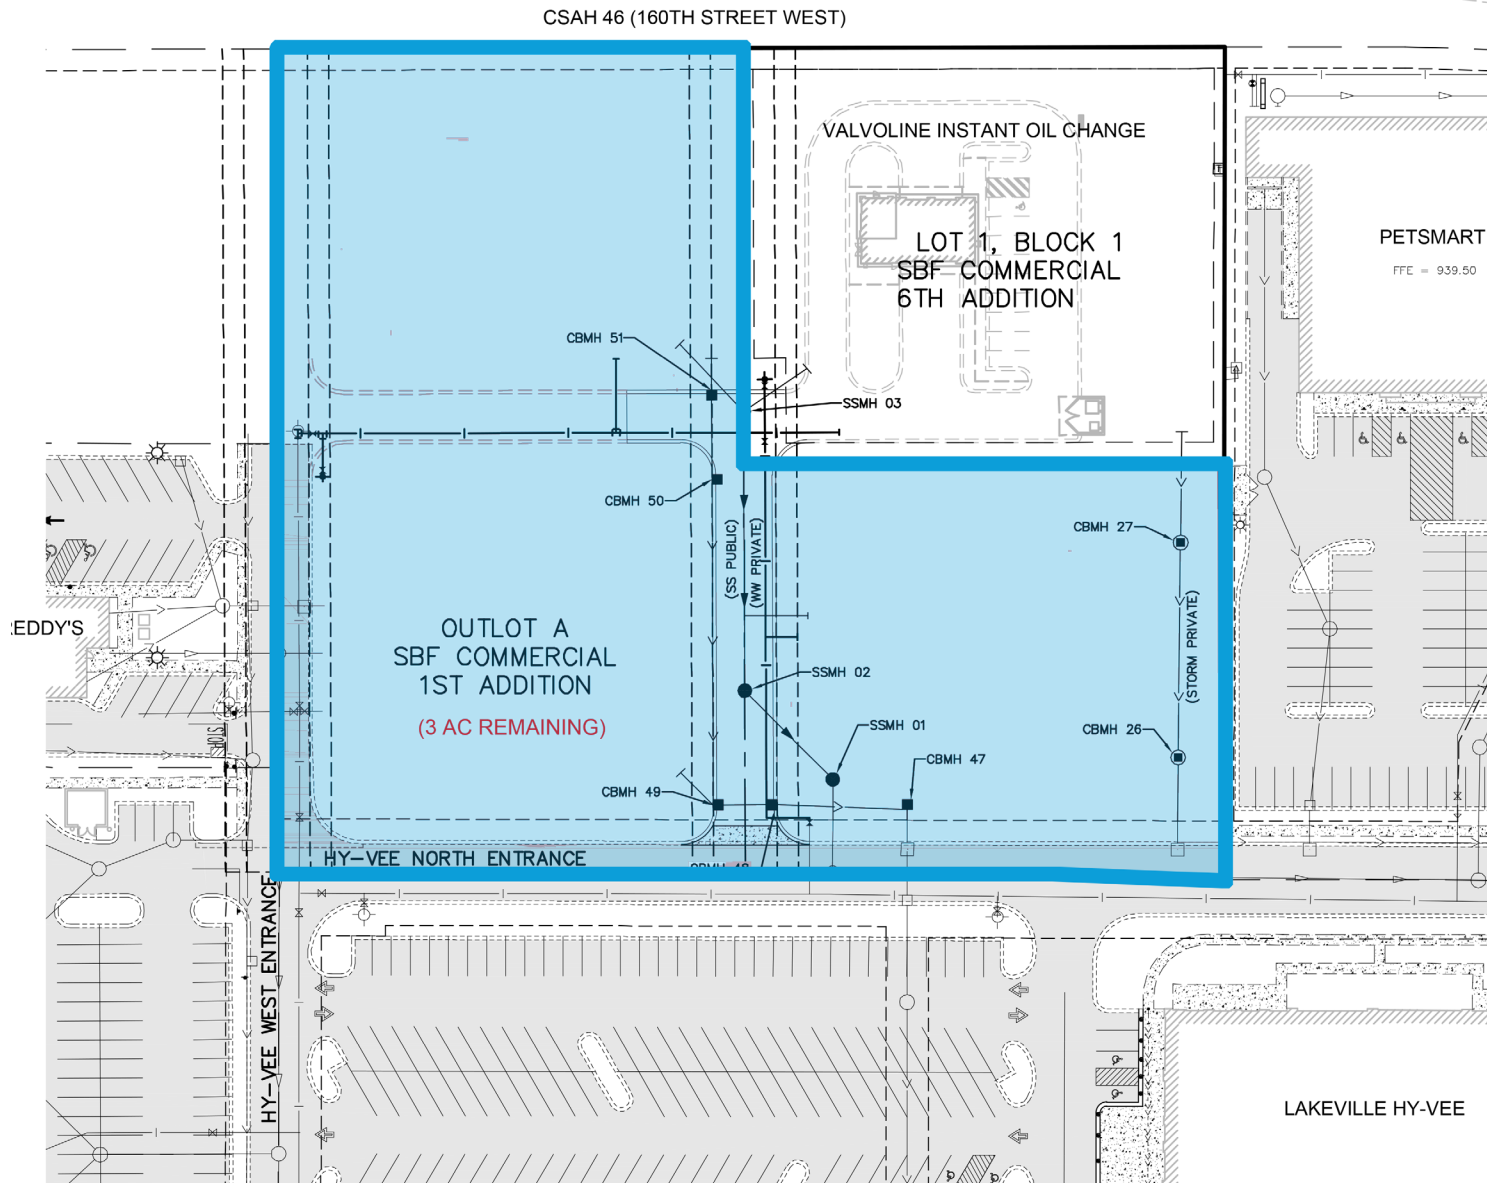 CSAH 46 (160TH STREET WEST)
VALVOLINE INSTANT OIL CHANGE
LOT 1, BLOCK 1
SBF COMMERCIAL
6TH ADDITION
PETSMART
FFE = 939.50
CBMH 51
SSMH 03
CBMH 50
(SS PUBLIC)
(WW PRIVATE)
CBMH 27
(STORM PRIVATE)
EDDY'S
OUTLOT A
SBF COMMERCIAL
1ST ADDITION
(3 AC REMAINING)
SSMH 02
SSMH 01
CBMH 26
CBMH 47
CBMH 49
STOP
HY-VEE NORTH ENTRANCE
CBMH 48
HY-VEE WEST ENTRANCE
LAKEVILLE HY-VEE